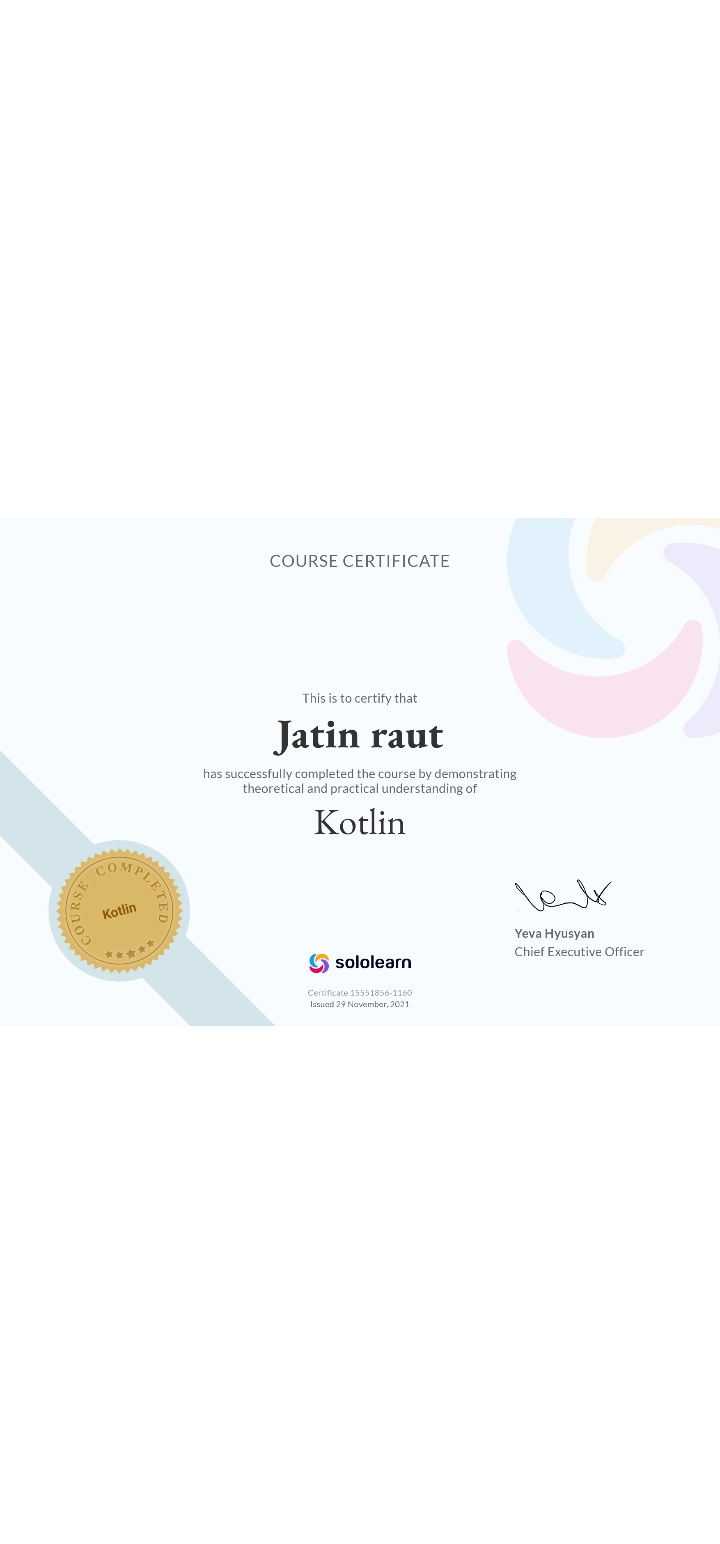 COURSE CERTIFICATE
This is to certify that
Jatin raut
has successfully completed the course by demonstrating
theoretical and practical understanding of
Kotlin
COURSE COMPLETED
Kotlin
Yeva Hyusyan
Chief Executive Officer
sololearn
Certificate 15551856-1160
Issued 29 November, 2021